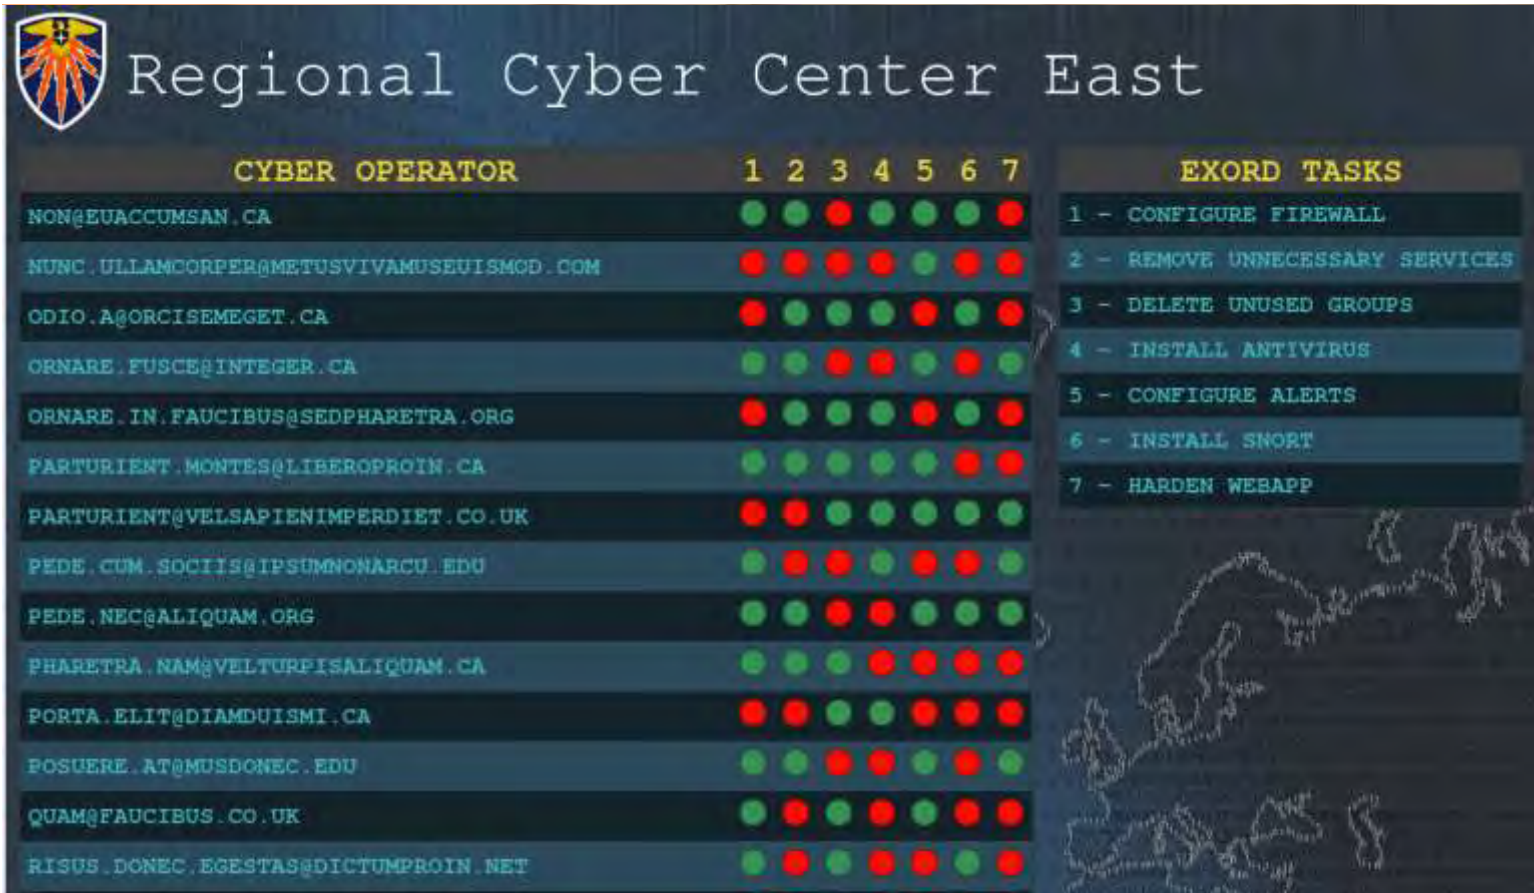 Regional Cyber Center East
CYBER OPERATOR 1 2 3 4 5 6 7
NON@EUACCUMSAN.CA
NUNC.ULLAMCORPER@METUSVIVAMUSEUISMOD.COM
ODIO.A@ORCISEMEGET.CA
ORNARE.FUSCE@INTEGER.CA
ORNARE.IN.FAUCIBUS@SEDPHARETRA.ORG
PARTURIENT.MONTES@LIBEROPROIN.CA
PARTURIENT@VELSAPIENIMPERDIET.CO.UK
PEDE.CUM.SOCIIS@IPSUMNONARCU.EDU
PEDE.NEC@ALIQUAM.ORG
PHARETRA.NAM@VELTURPISALIQUAM.CA
PORTA.ELIT@DIAMDUISMI.CA
POSUERE.AT@MUSDONEC.EDU
QUAM@FAUCIBUS.CO.UK
RISUS.DONEC.EGESTAS@DICTUMPROIN.NET
EXORD TASKS
1 - CONFIGURE FIREWALL
2 - REMOVE UNNECESSARY SERVICES
3 - DELETE UNUSED GROUPS
4 - INSTALL ANTIVIRUS
5 - CONFIGURE ALERTS
6 - INSTALL SNORT
7 - HARDEN WEBAPP